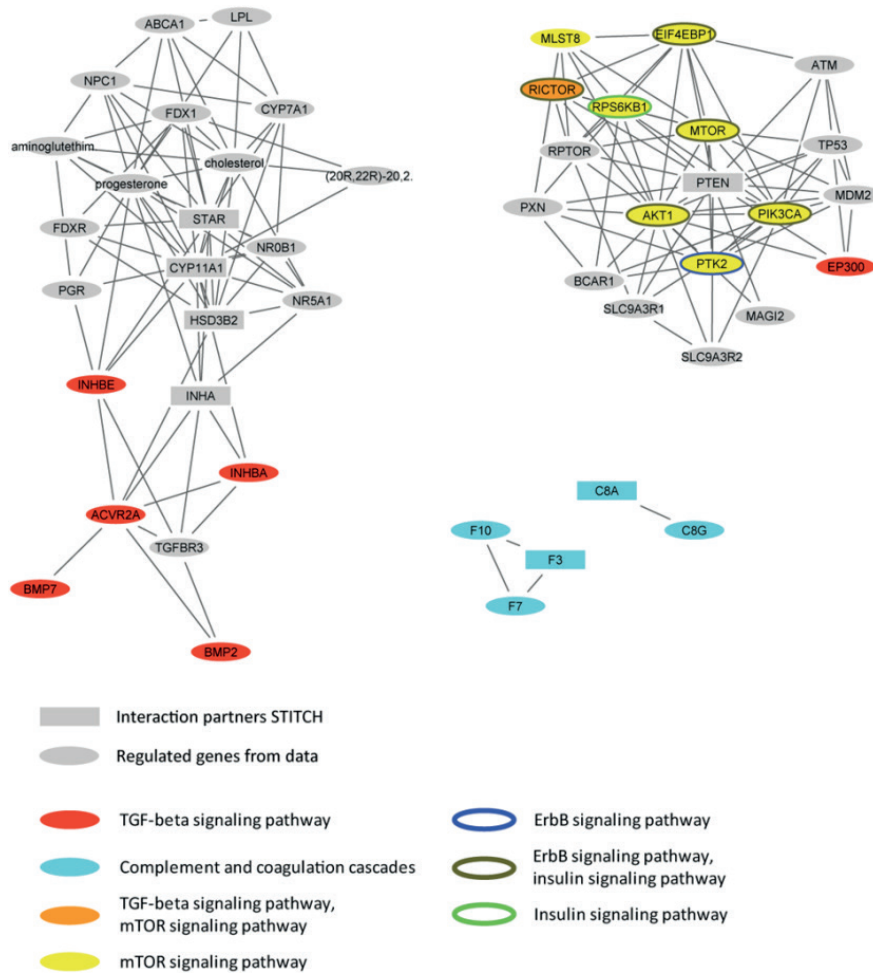 LPL
ABCA1
NPC1
FDX1
CYP7A1
aminoglutethim
cholesterol
progesterone
(20R,22R)-20,2.
STAR
FDXR
NR0B1
CYP11A1
PGR
NR5A1
HSD3B2
INHBE
INHA
INHBA
ACVR2A
TGFBR3
BMP7
BMP2
MLST8
EIF4EBP1
ATM
RICTOR
RPS6KB1
MTOR
RPTOR
TP53
PTEN
MDM2
PXN
AKT1
PIK3CA
PTK2
EP300
BCAR1
SLC9A3R1
MAGI2
SLC9A3R2
C8A
F10
C8G
F3
F7
Interaction partners STITCH
Regulated genes from data
TGF-beta signaling pathway
Complement and coagulation cascades
TGF-beta signaling pathway,
mTOR signaling pathway
mTOR signaling pathway
ErbB signaling pathway
ErbB signaling pathway,
insulin signaling pathway
Insulin signaling pathway